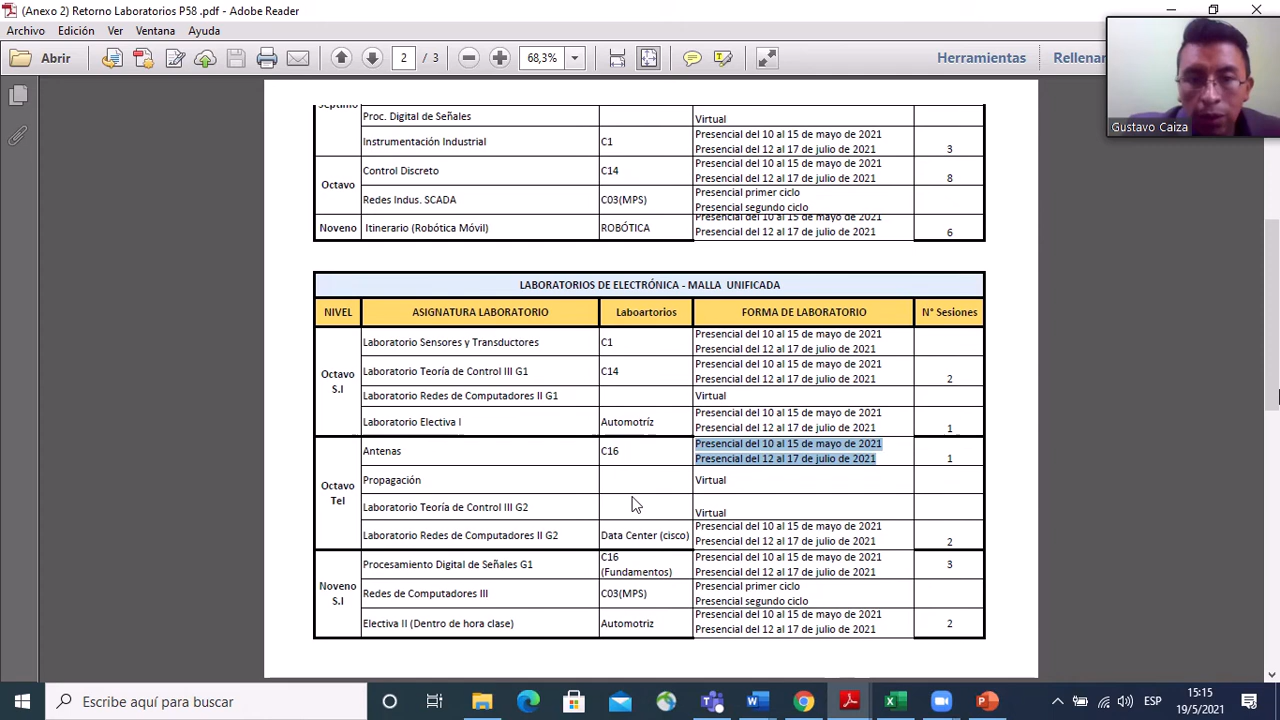 (Anexo 2) Retorno Laboratorios P58 .pdf - Adobe Reader
Archivo Edición Ver Ventana Ayuda
Abrir 2 / 3 68,3% Herramientas Rellenar
Gustavo Caiza
Séptimo
Proc. Digital de Señales Virtual
Instrumentación Industrial C1 Presencial del 10 al 15 de mayo de 2021
Presencial del 12 al 17 de julio de 2021 3
Octavo Control Discreto C14 Presencial del 10 al 15 de mayo de 2021
Presencial del 12 al 17 de julio de 2021 8
Redes Indus. SCADA C03(MPS) Presencial primer ciclo
Presencial segundo ciclo
Noveno Itinerario (Robótica Móvil) ROBÓTICA Presencial del 10 al 15 de mayo de 2021
Presencial del 12 al 17 de julio de 2021 6
LABORATORIOS DE ELECTRÓNICA - MALLA UNIFICADA
NIVEL ASIGNATURA LABORATORIO Laboartorios FORMA DE LABORATORIO N° Sesiones
Octavo S.I
Laboratorio Sensores y Transductores C1 Presencial del 10 al 15 de mayo de 2021
Presencial del 12 al 17 de julio de 2021
Laboratorio Teoría de Control III G1 C14 Presencial del 10 al 15 de mayo de 2021
Presencial del 12 al 17 de julio de 2021 2
Laboratorio Redes de Computadores II G1 Virtual
Laboratorio Electiva I Automotríz Presencial del 10 al 15 de mayo de 2021
Presencial del 12 al 17 de julio de 2021 1
Octavo Tel
Antenas C16 Presencial del 10 al 15 de mayo de 2021
Presencial del 12 al 17 de julio de 2021 1
Propagación Virtual
Laboratorio Teoría de Control III G2 Virtual
Laboratorio Redes de Computadores II G2 Data Center (cisco) Presencial del 10 al 15 de mayo de 2021
Presencial del 12 al 17 de julio de 2021 2
Noveno S.I
Procesamiento Digital de Señales G1 C16 (Fundamentos) Presencial del 10 al 15 de mayo de 2021
Presencial del 12 al 17 de julio de 2021 3
Redes de Computadores III C03(MPS) Presencial primer ciclo
Presencial segundo ciclo
Electiva II (Dentro de hora clase) Automotriz Presencial del 10 al 15 de mayo de 2021
Presencial del 12 al 17 de julio de 2021 2
Escribe aquí para buscar ESP 15:15
19/5/2021